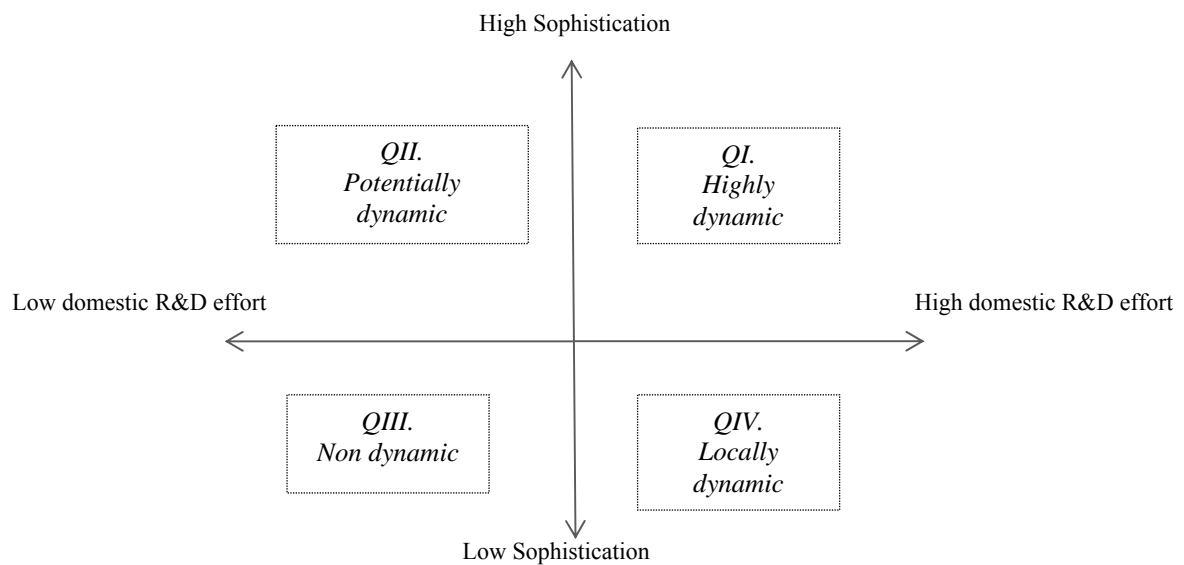 High Sophistication
QII.
Potentially
dynamic
QI.
Highly
dynamic
Low domestic R&D effort
High domestic R&D effort
QIII.
Non dynamic
QIV.
Locally
dynamic
Low Sophistication